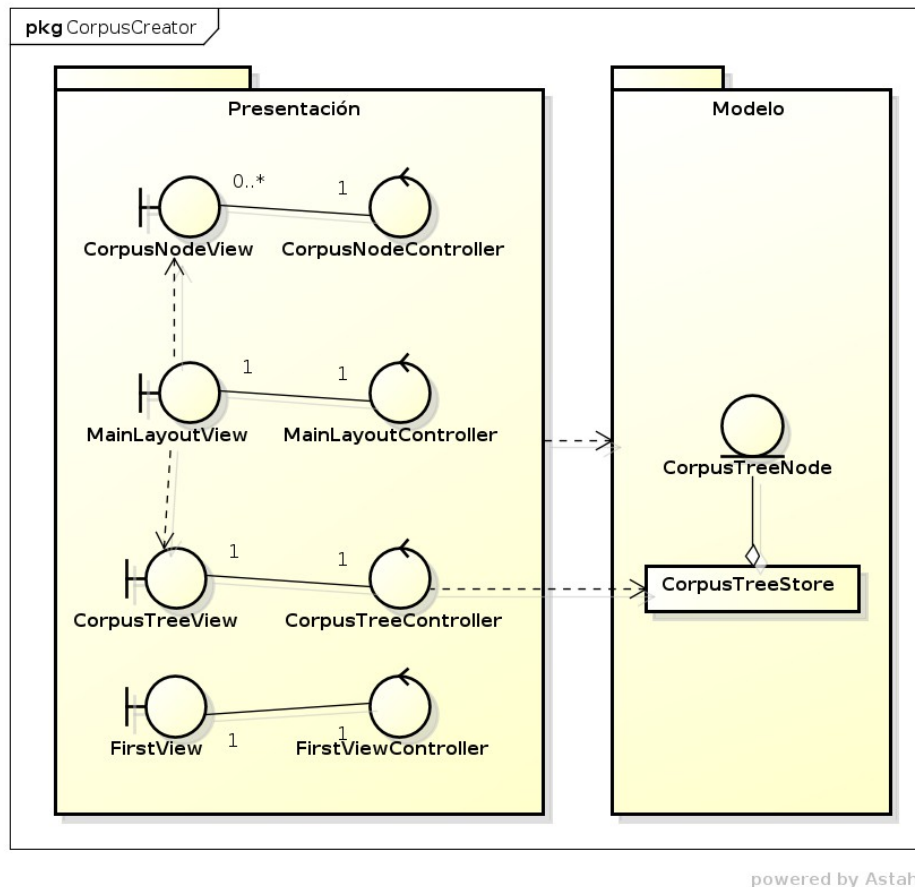 pkg CorpusCreator
Presentación
Modelo
0..* 1
CorpusNodeView CorpusNodeController
1 1
MainLayoutView MainLayoutController
CorpusTreeNode
1 1
CorpusTreeStore
CorpusTreeView CorpusTreeController
1 1
FirstView FirstViewController
powered by Astah